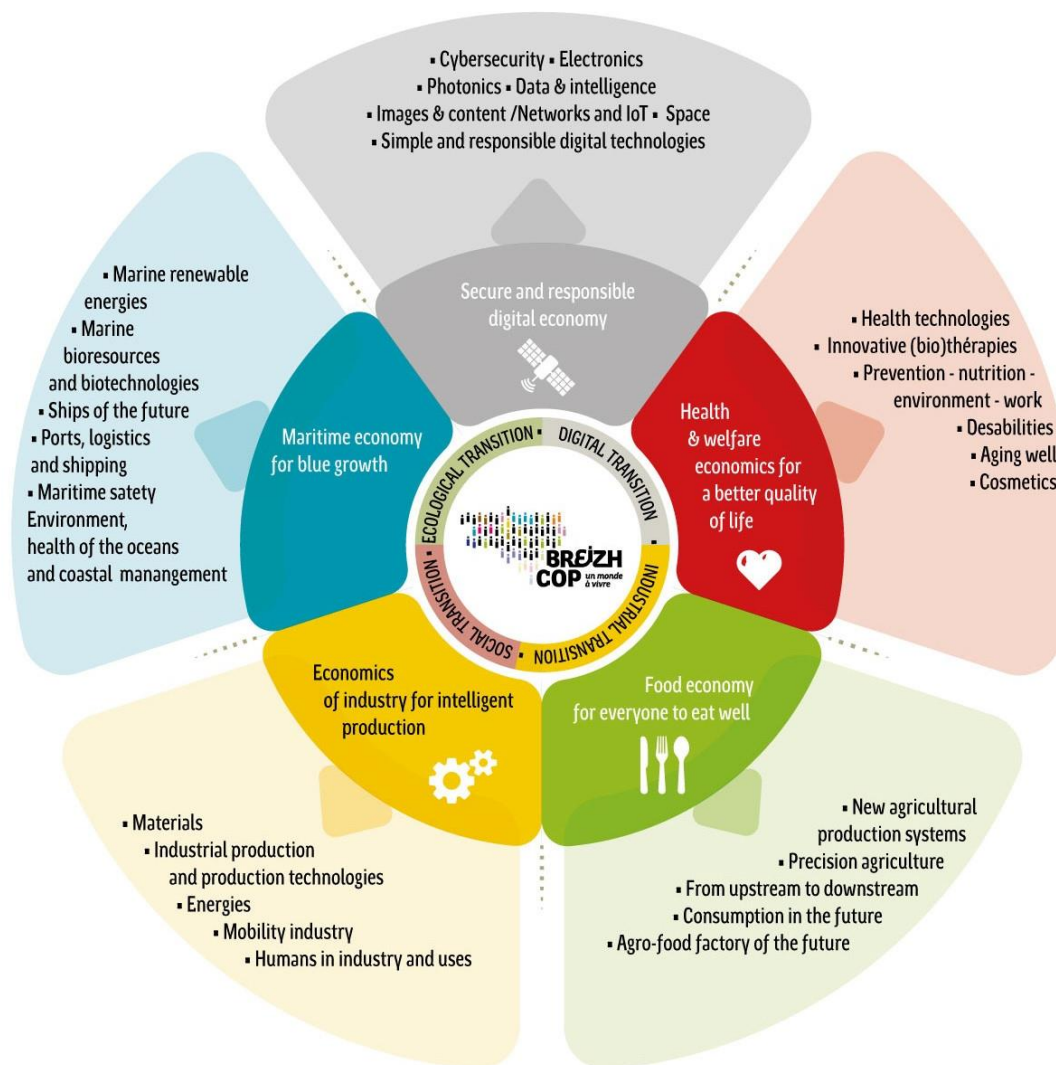 ▪ Cybersecurity ▪ Electronics
▪ Photonics ▪ Data & intelligence
▪ Images & content /Networks and IoT ▪ Space
▪ Simple and responsible digital technologies
Secure and responsible
digital economy
▪ Marine renewable
energies
▪ Marine
bioresources
and biotechnologies
▪ Ships of the future
▪ Ports, logistics
and shipping
▪ Maritime satety
Environment,
health of the oceans
and coastal manangement
Maritime economy
for blue growth
▪ Health technologies
▪ Innovative (bio)thérapies
▪ Prevention - nutrition -
environment - work
▪ Desabilities
▪ Aging well
▪ Cosmetics
Health
& welfare
economics for
a better quality
of life
ECOLOGICAL TRANSITION ▪
DIGITAL TRANSITION ▪
INDUSTRIAL TRANSITION ▪
SOCIAL TRANSITION ▪
BREIZH
COP un monde
à vivre
Economics
of industry for intelligent
production
▪ Materials
▪ Industrial production
and production technologies
▪ Energies
▪ Mobility industry
▪ Humans in industry and uses
Food economy
for everyone to eat well
▪ New agricultural
production systems
▪ Precision agriculture
▪ From upstream to downstream
▪ Consumption in the future
▪ Agro-food factory of the future